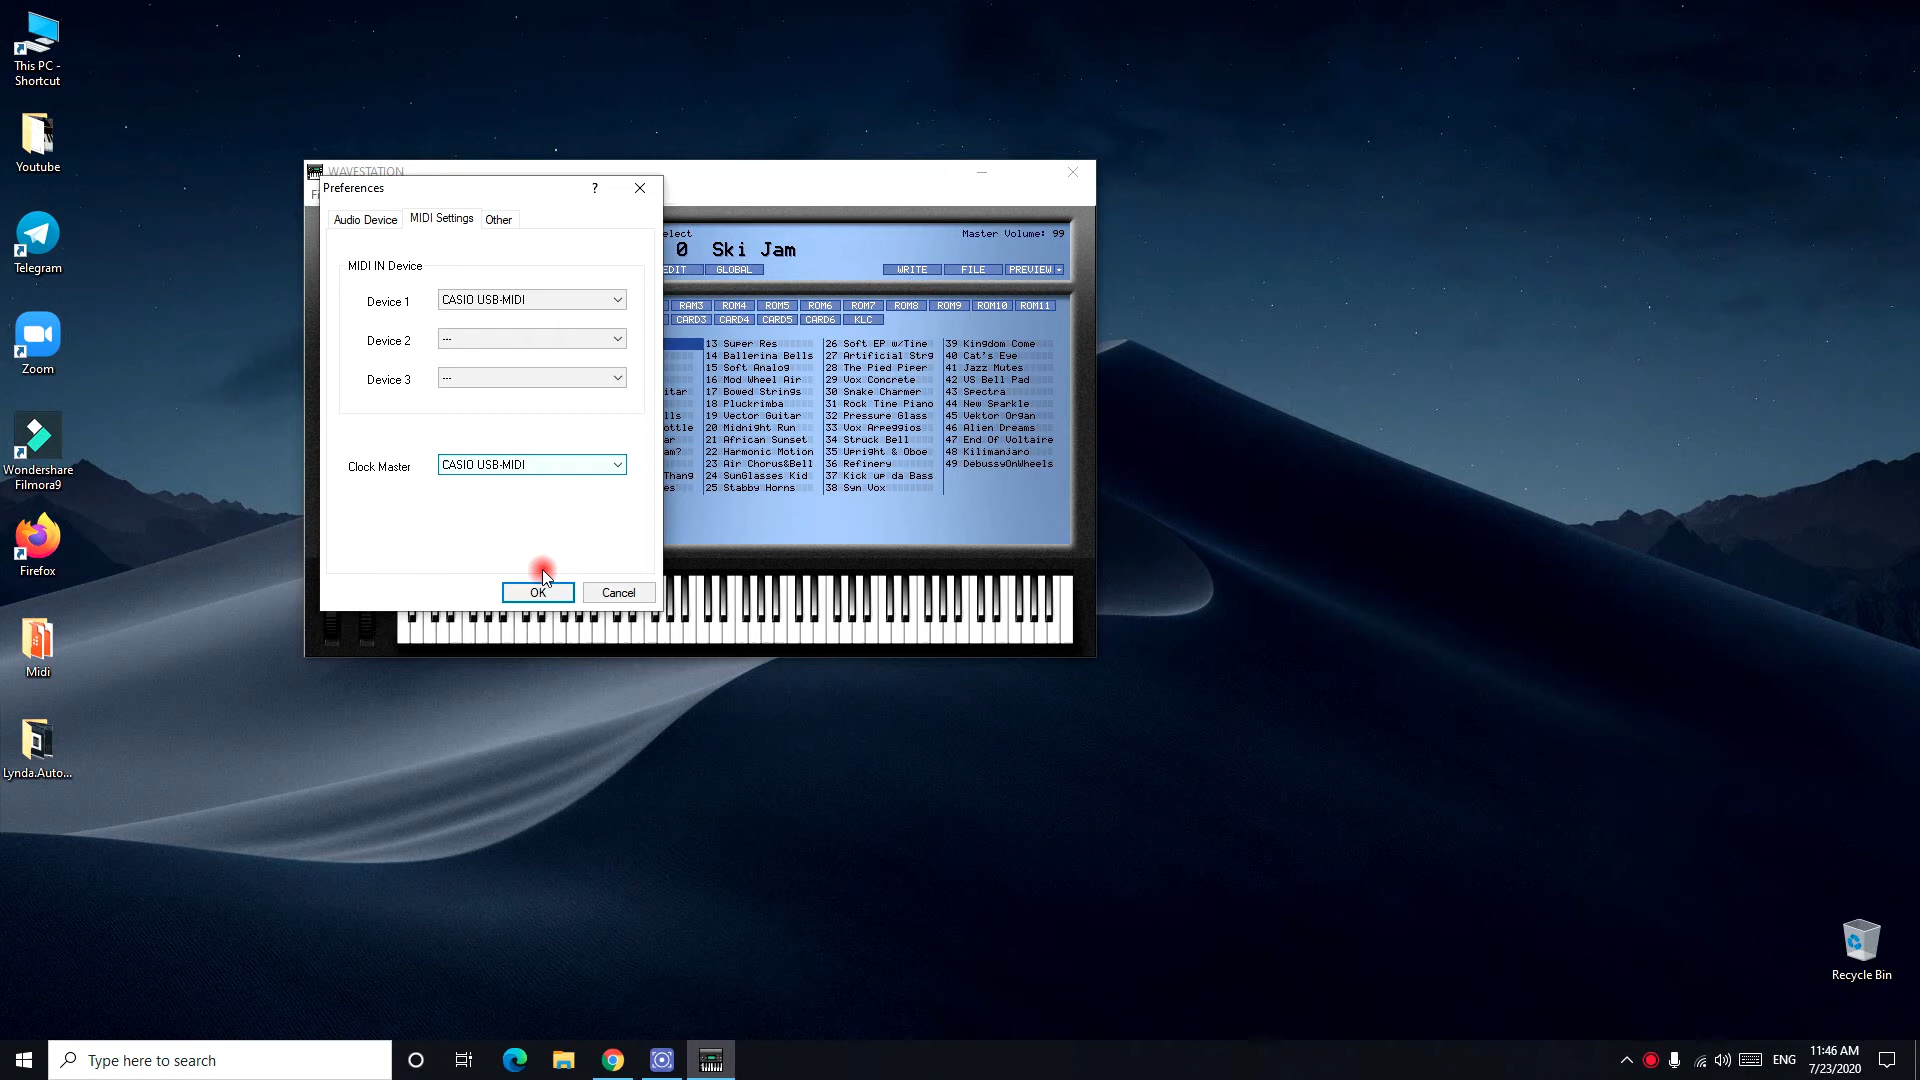 This PC -
Shortcut
Youtube
Telegram
Zoom
Wondershare
Filmora9
Firefox
Midi
Lynda.Auto...
WAVESTATION
Preferences
?
Audio Device
MIDI Settings
Other
MIDI IN Device
Device 1
CASIO USB-MIDI
Device 2
---
Device 3
---
Clock Master
CASIO USB-MIDI
OK
Cancel
Master Volume: 99
0 Ski Jam
GLOBAL
WRITE
FILE
PREVIEW
RAM3 ROM4 ROM5 ROM6 ROM7 ROM8 ROM9 ROM10 ROM11
CARD3 CARD4 CARD5 CARD6 KLC
13 Super Res
14 Ballerina Bells
15 Soft Analog
16 Mod Wheel Air
17 Bowed Strings
18 Pluckrimba
19 Vector Guitar
20 Midnight Run
21 African Sunset
22 Harmonic Motion
23 Air Chorus&Bell
24 SunGlasses Kid
25 Stabby Horns
26 Soft EP w/Tine
27 Artificial Strg
28 The Pied Piper
29 Vox Concrete
30 Snake Charmer
31 Rock Tine Piano
32 Pressure Glass
33 Vox Arpeggios
34 Struck Bell
35 Upright & Oboe
36 Refinery
37 Kick up da Bass
38 Syn Vox
39 Kingdom Come
40 Cat's Eye
41 Jazz Mutes
42 VS Bell Pad
43 Spectra
44 New Sparkle
45 Vektor Organ
46 Alien Dreams
47 End Of Voltaire
48 Kilimanjaro
49 DebussyOnWheels
Recycle Bin
Type here to search
ENG
11:46 AM
7/23/2020